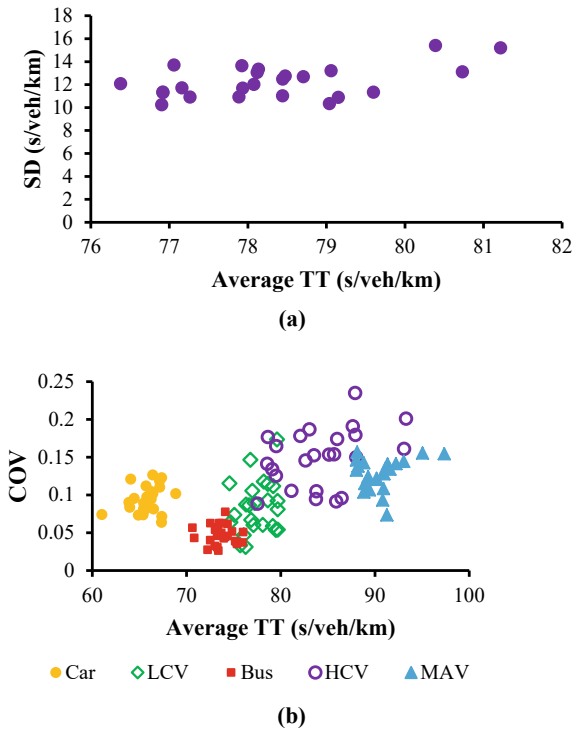 18
16
14
12
10
8
6
4
2
0
SD (s/veh/km)
76 77 78 79 80 81 82
Average TT (s/veh/km)
(a)
0.25
0.2
0.15
0.1
0.05
0
COV
60 70 80 90 100
Average TT (s/veh/km)
Car LCV Bus HCV MAV
(b)